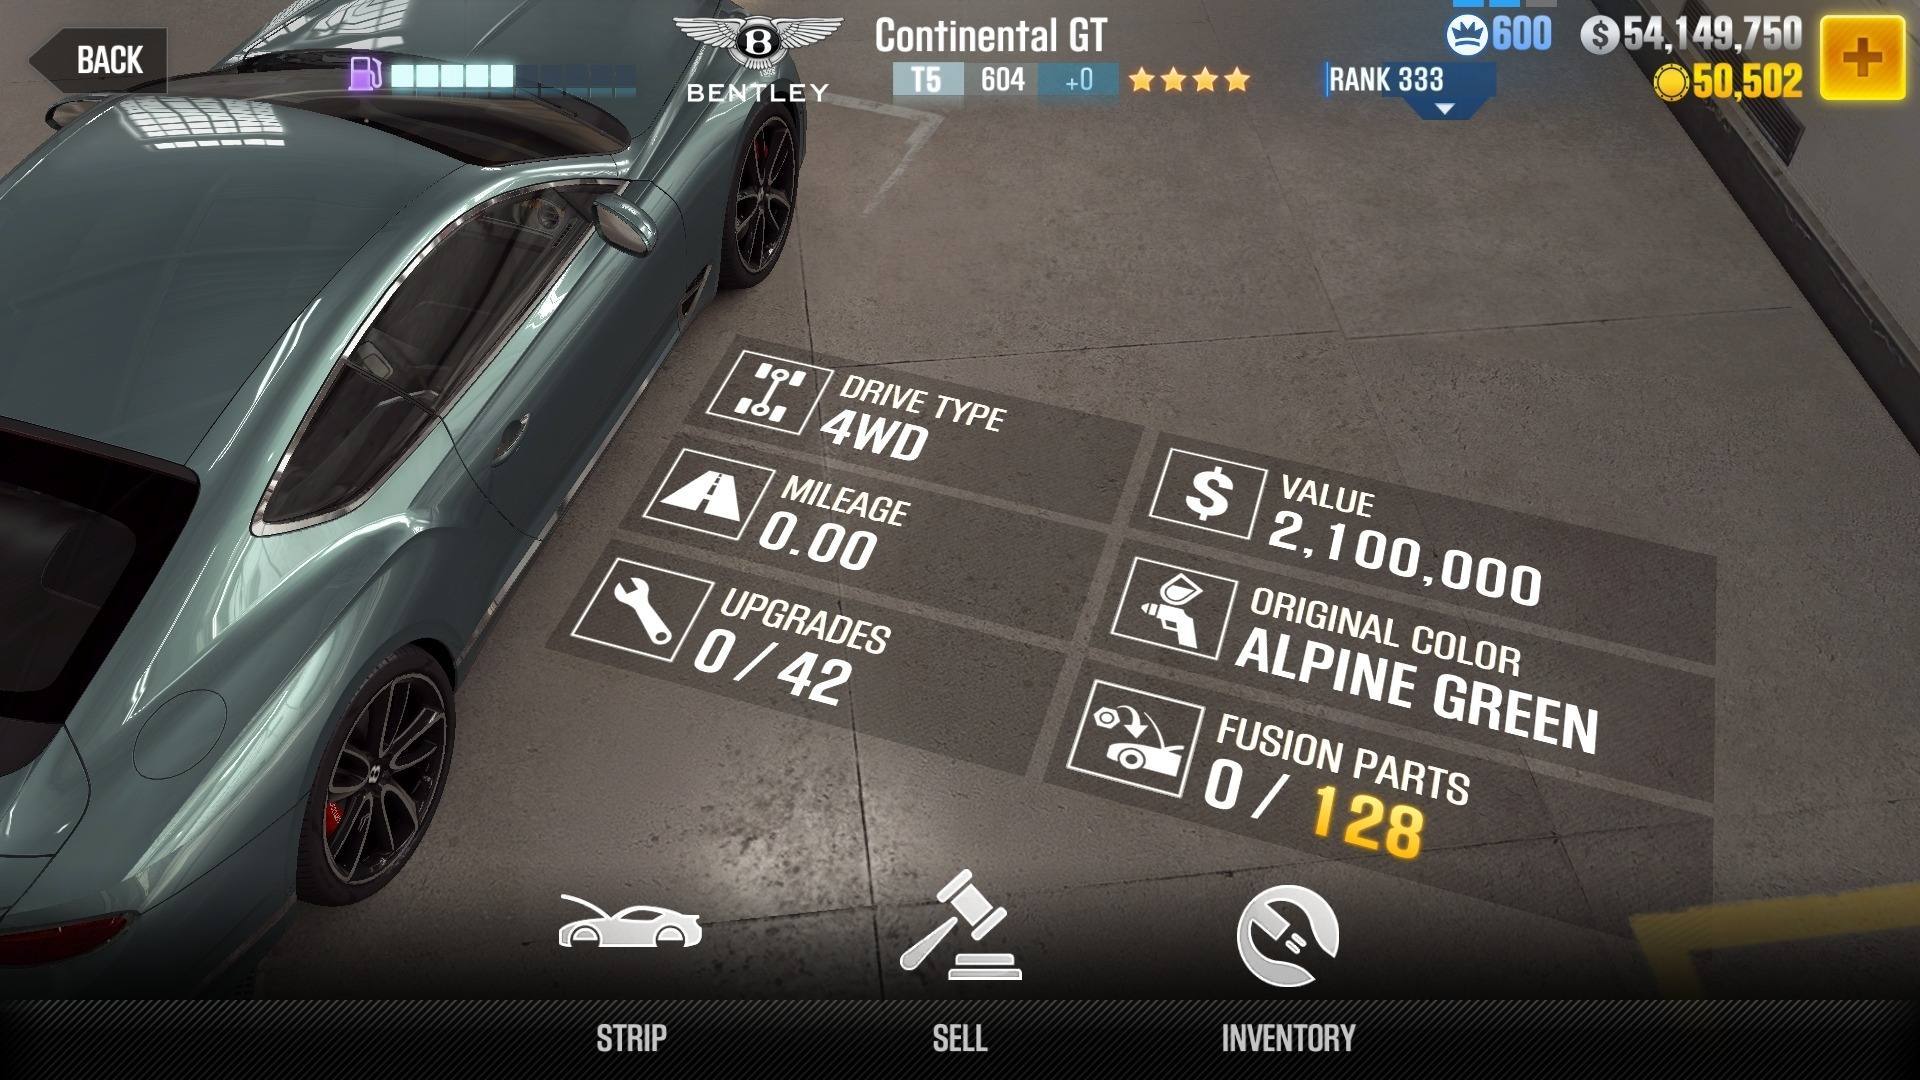 BACK
B
BENTLEY
Continental GT
T5 604 +0
RANK 333
600
$ 54,149,750
50,502
+
DRIVE TYPE
4WD
MILEAGE
0.00
UPGRADES
0/42
$
VALUE
2,100,000
ORIGINAL COLOR
ALPINE GREEN
FUSION PARTS
0/ 128
STRIP
SELL
INVENTORY